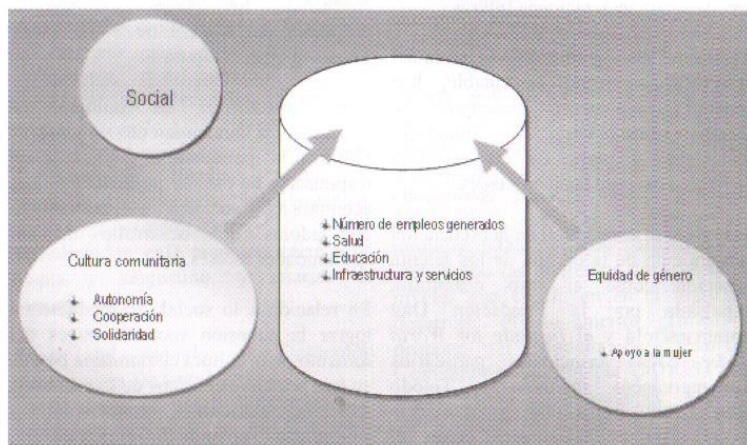 Social
Número de empleos generados
Salud
Educación
Infraestructura y servicios
Cultura comunitaria
Autonomía
Cooperación
Solidaridad
Equidad de género
Apoyo a la mujer